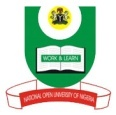 WORK & LEARN
NATIONAL OPEN UNIVERSITY OF NIGERIA